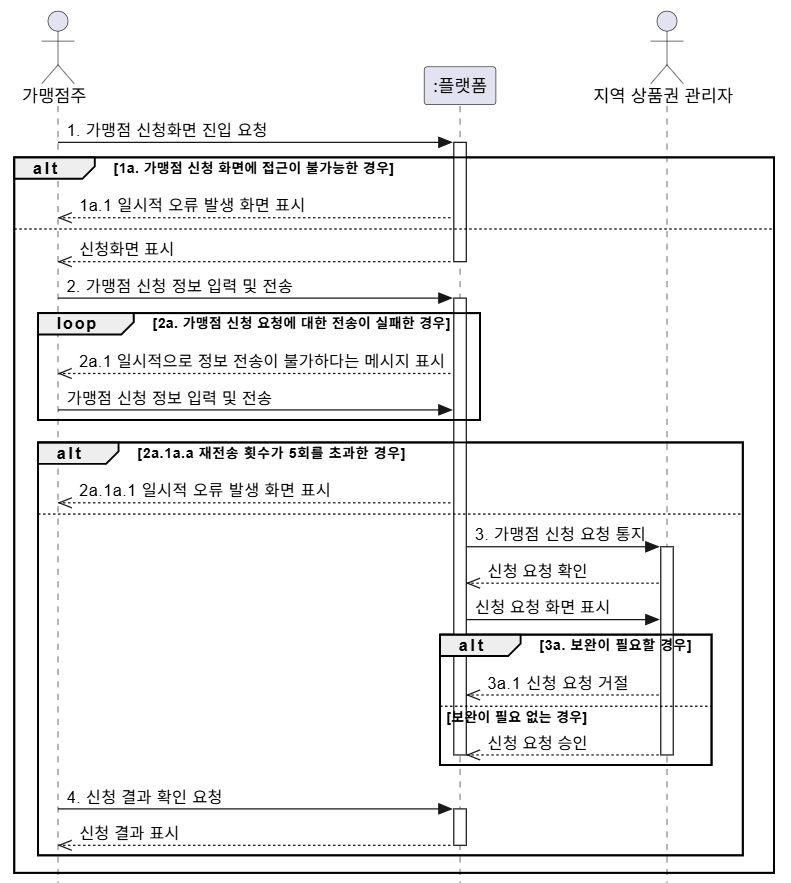 가맹점주
:플랫폼
지역 상품권 관리자
1. 가맹점 신청화면 진입 요청
alt
[1a. 가맹점 신청 화면에 접근이 불가능한 경우]
1a.1 일시적 오류 발생 화면 표시
신청화면 표시
2. 가맹점 신청 정보 입력 및 전송
loop
[2a. 가맹점 신청 요청에 대한 전송이 실패한 경우]
2a.1 일시적으로 정보 전송이 불가하다는 메시지 표시
가맹점 신청 정보 입력 및 전송
alt
[2a.1a.a 재전송 횟수가 5회를 초과한 경우]
2a.1a.1 일시적 오류 발생 화면 표시
3. 가맹점 신청 요청 통지
신청 요청 확인
신청 요청 화면 표시
alt
[3a. 보완이 필요할 경우]
3a.1 신청 요청 거절
[보완이 필요 없는 경우]
신청 요청 승인
4. 신청 결과 확인 요청
신청 결과 표시